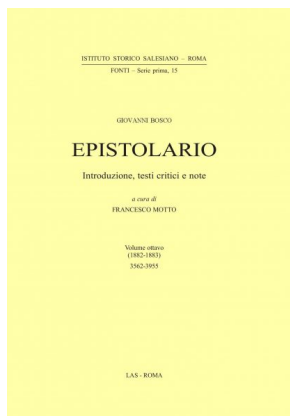 ISTITUTO STORICO SALESIANO – ROMA
FONTI – Serie prima, 15
GIOVANNI BOSCO
EPISTOLARIO
Introduzione, testi critici e note
a cura di
FRANCESCO MOTTO
Volume ottavo
(1882-1883)
3562-3955
LAS - ROMA